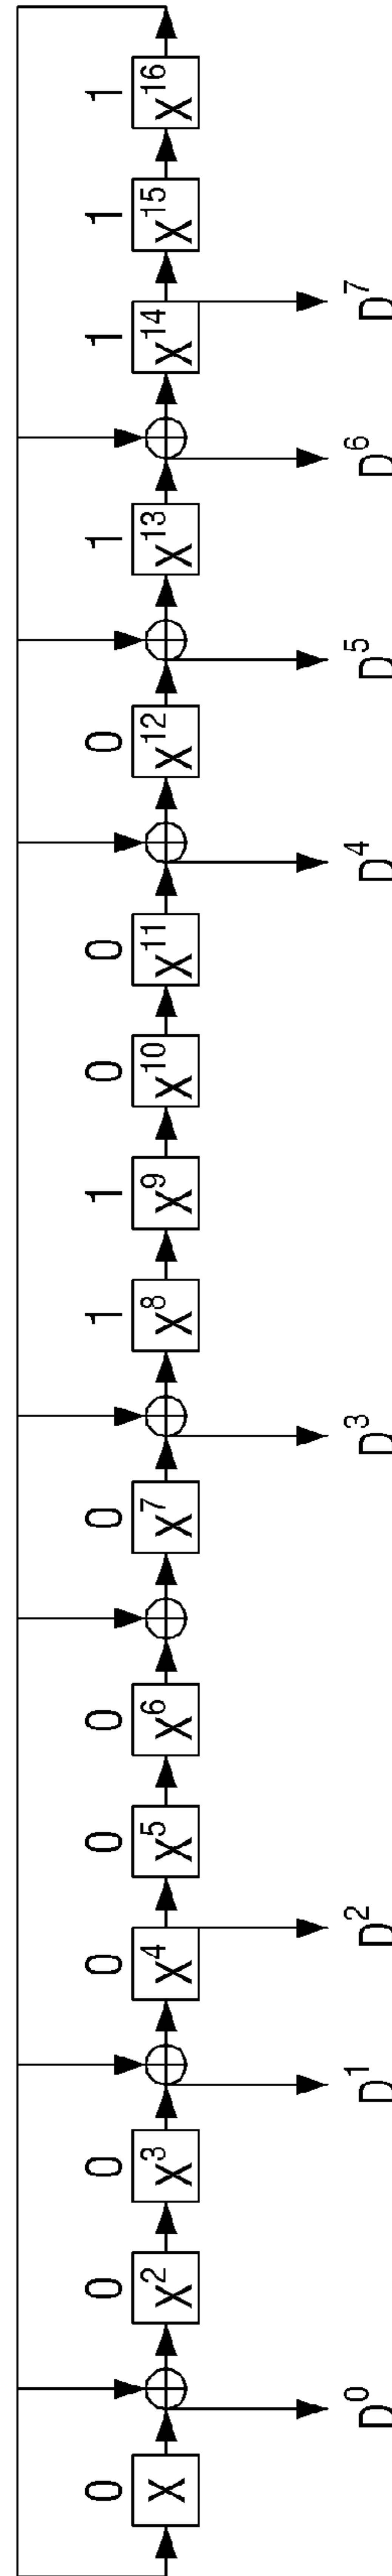 0 0 0 0 0 0 0 1 1 0 0 0 1 1 1 1
X X² X³ X⁴ X⁵ X⁶ X⁷ X⁸ X⁹ X¹⁰ X¹¹ X¹² X¹³ X¹⁴ X¹⁵ X¹⁶
D⁰ D¹ D² D³ D⁴ D⁵ D⁶ D⁷